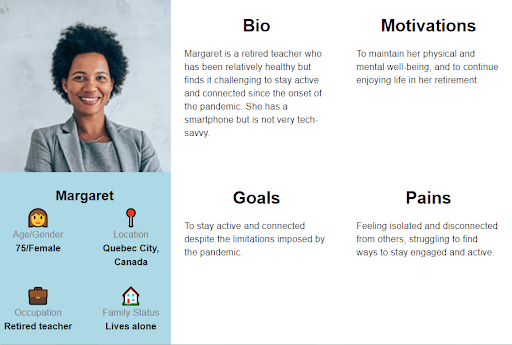 Margaret
Age/Gender
75/Female
Location
Quebec City,
Canada
Occupation
Retired teacher
Family Status
Lives alone
Bio
Margaret is a retired teacher who
has been relatively healthy but
finds it challenging to stay active
and connected since the onset of
the pandemic. She has a
smartphone but is not very tech-
savvy.
Motivations
To maintain her physical and
mental well-being, and to continue
enjoying life in her retirement.
Goals
To stay active and connected
despite the limitations imposed by
the pandemic.
Pains
Feeling isolated and disconnected
from others, struggling to find
ways to stay engaged and active.